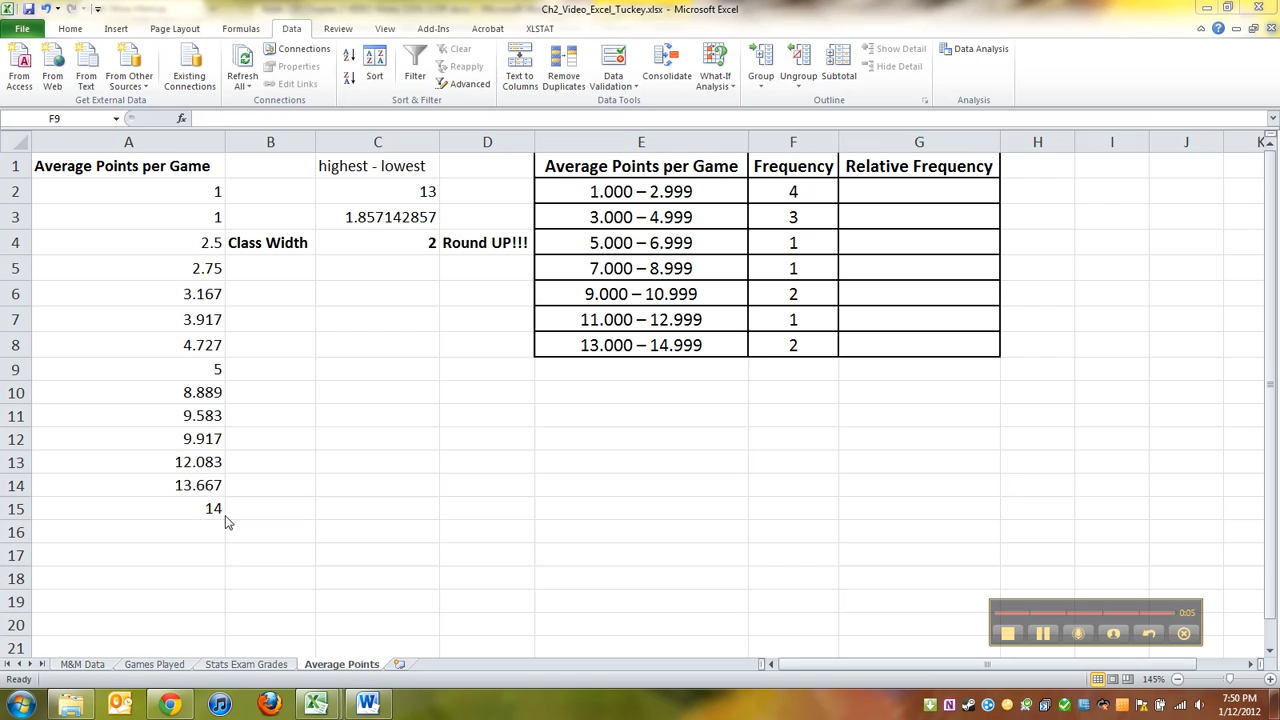 Ch2_Video_Excel_Tuckey.xlsx - Microsoft Excel
File Home Insert Page Layout Formulas Data Review View Add-Ins Acrobat XLSTAT
From Access From Web From Text From Other Sources Existing Connections Refresh All Connections Properties Edit Links Sort Filter Clear Reapply Advanced Text to Columns Remove Duplicates Data Validation Consolidate What-If Analysis Group Ungroup Subtotal Show Detail Hide Detail Data Analysis
Get External Data Connections Sort & Filter Data Tools Outline Analysis
F9 fx
A B C D E F G H I J K
1 Average Points per Game highest - lowest Average Points per Game Frequency Relative Frequency
2 1 13 1.000 – 2.999 4
3 1 1.857142857 3.000 – 4.999 3
4 2.5 Class Width 2 Round UP!!! 5.000 – 6.999 1
5 2.75 7.000 – 8.999 1
6 3.167 9.000 – 10.999 2
7 3.917 11.000 – 12.999 1
8 4.727 13.000 – 14.999 2
9 5
10 8.889
11 9.583
12 9.917
13 12.083
14 13.667
15 14
16
17
18
19
20
21
0:05
M&M Data Games Played Stats Exam Grades Average Points
Ready 145%
7:50 PM
1/12/2012